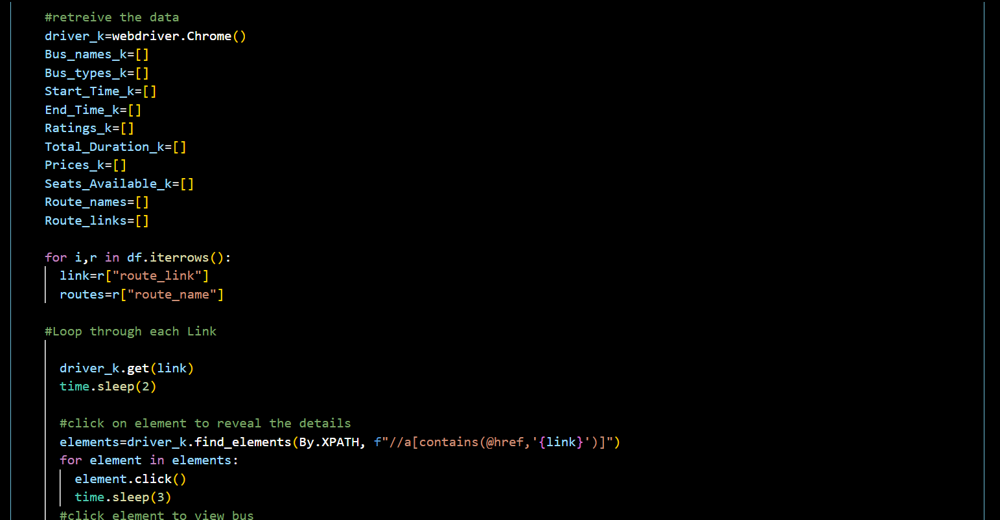 #retreive the data
driver_k=webdriver.Chrome()
Bus_names_k=[]
Bus_types_k=[]
Start_Time_k=[]
End_Time_k=[]
Ratings_k=[]
Total_Duration_k=[]
Prices_k=[]
Seats_Available_k=[]
Route_names=[]
Route_links=[]
for i,r in df.iterrows():
link=r["route_link"]
routes=r["route_name"]
#Loop through each Link
driver_k.get(link)
time.sleep(2)
#click on element to reveal the details
elements=driver_k.find_elements(By.XPATH, f"//a[contains(@href,'{link}')]")
for element in elements:
element.click()
time.sleep(3)
#click element to view bus